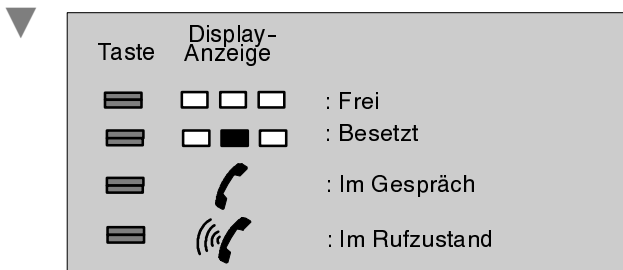 Display-
Taste Anzeige
: Frei
: Besetzt
: Im Gespräch
: Im Rufzustand